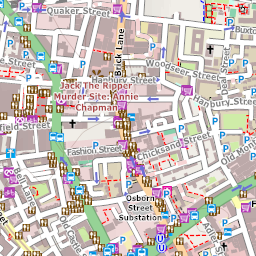 Quaker Street
Brick Lane
Buxto
Woodseer Street
Hanbury Street
Hanbury Street
Jack The Ripper
Murder Site: Annie
Chapman
field Street
Chicksand Street
Fashion Street
Old Mon
Osborn
Street
Substation